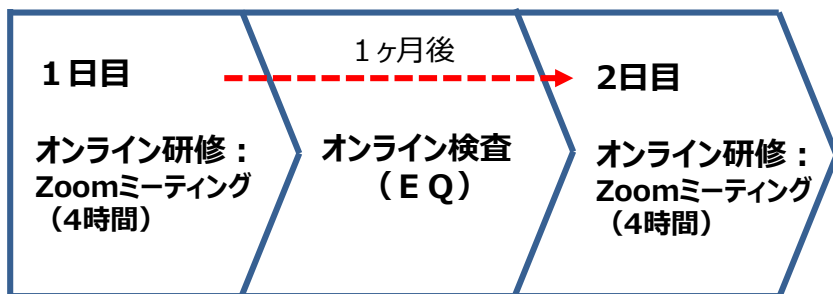 １日目
オンライン研修：
Zoomミーティング
（4時間）
１ヶ月後
オンライン検査
（ＥＱ）
2日目
オンライン研修：
Zoomミーティング
（4時間）